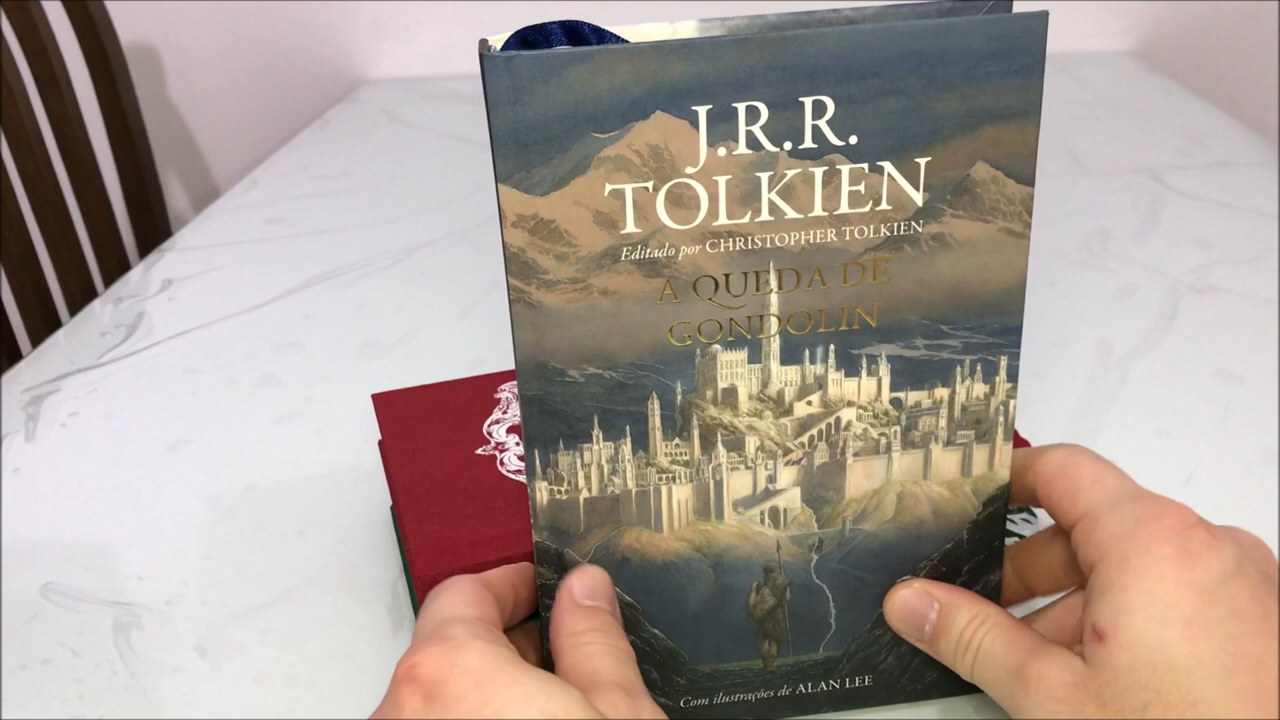 J.R.R.
TOLKIEN
Editado por CHRISTOPHER TOLKIEN
A QUEDA DE
GONDOLIN
Com ilustrações de ALAN LEE